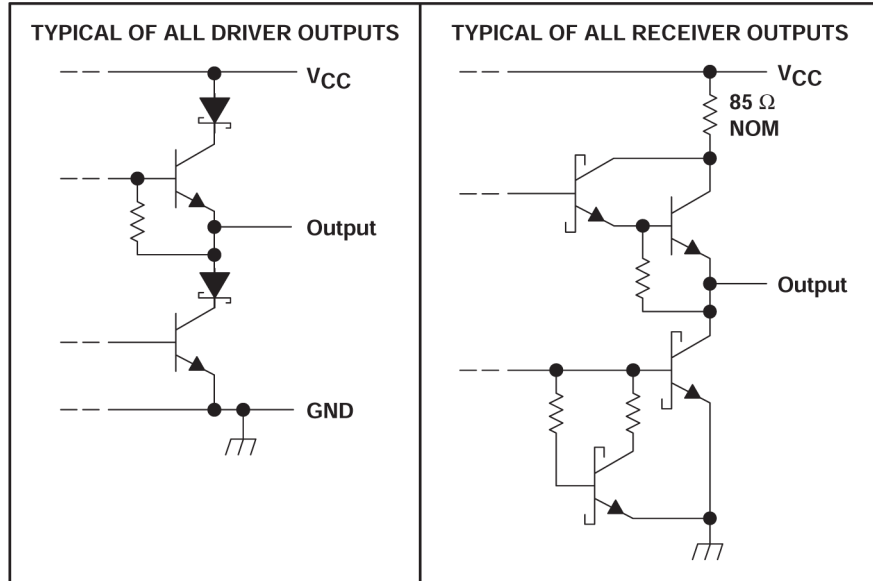 TYPICAL OF ALL DRIVER OUTPUTS
VCC
Output
GND
TYPICAL OF ALL RECEIVER OUTPUTS
VCC
85 Ω
NOM
Output